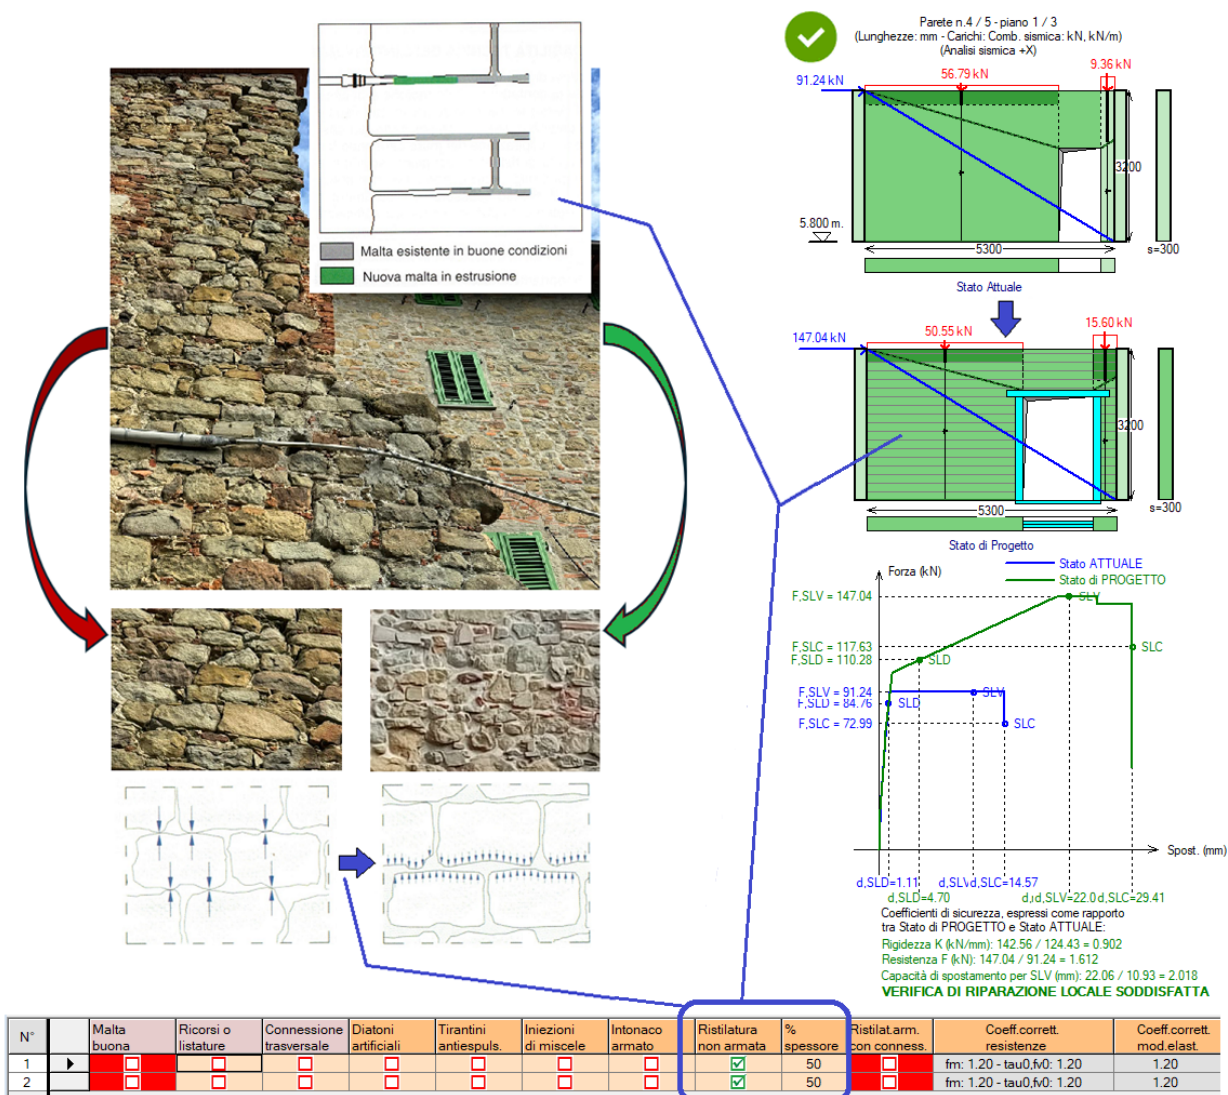 Malta esistente in buone condizioni
Nuova malta in estrusione
Parete n.4 / 5 - piano 1 / 3
(Lunghezze: mm - Carichi: Comb. sismica: kN, kN/m)
(Analisi sismica +X)
91.24 kN
56.79 kN
9.36 kN
3200
5.800 m.
5300
s=300
Stato Attuale
147.04 kN
50.55 kN
15.60 kN
3200
5300
s=300
Stato di Progetto
Forza (kN)
Stato ATTUALE
Stato di PROGETTO
F,SLV = 147.04
SLV
F,SLC = 117.63
SLC
F,SLD = 110.28
SLD
F,SLV = 91.24
SLV
F,SLD = 84.76
SLD
F,SLC = 72.99
SLC
Spost. (mm)
d,SLD=1.11
d,SLC=14.57
d,SLD=4.70
d,SLC=29.41
Coefficienti di sicurezza, espressi come rapporto
tra Stato di PROGETTO e Stato ATTUALE:
Rigidezza K (kN/mm): 142.56 / 124.43 = 0.902
Resistenza F (kN): 147.04 / 91.24 = 1.612
Capacità di spostamento per SLV (mm): 22.06 / 10.93 = 2.018
VERIFICA DI RIPARAZIONE LOCALE SODDISFATTA
N° Malta buona Ricorsi o listature Connessione trasversale Diatoni artificiali Tirantini antiespuls. Iniezioni di miscele Intonaco armato Ristilatura non armata % spessore Ristilat.arm. con conness. Coeff.corrett. resistenze Coeff.corrett. mod.elast.
1 50 fm: 1.20 - tau0,fv0: 1.20 1.20
2 50 fm: 1.20 - tau0,fv0: 1.20 1.20